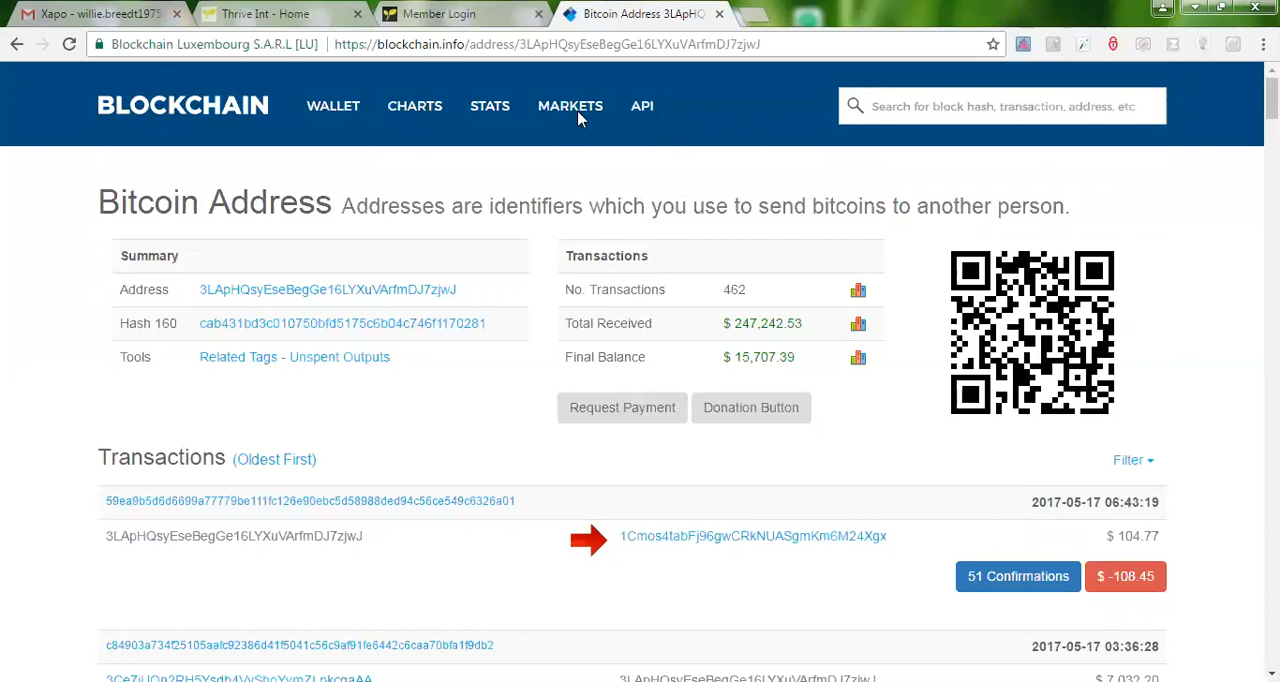 Xapo - willie.breedt1975
Thrive Int - Home
Member Login
Bitcoin Address 3LApHQ
Blockchain Luxembourg S.A.R.L [LU]
https://blockchain.info/address/3LApHQsyEseBegGe16LYXuVArfmDJ7zjwJ
BLOCKCHAIN WALLET CHARTS STATS MARKETS API
Search for block hash, transaction, address, etc
Bitcoin Address Addresses are identifiers which you use to send bitcoins to another person.
Summary
Address 3LApHQsyEseBegGe16LYXuVArfmDJ7zjwJ
Hash 160 cab431bd3c010750bfd5175c6b04c746f1170281
Tools Related Tags - Unspent Outputs
Transactions
No. Transactions 462
Total Received $ 247,242.53
Final Balance $ 15,707.39
Request Payment Donation Button
Transactions (Oldest First)
Filter
59ea9b5d6d6699a77779be111fc126e90ebc5d58988ded94c56ce549c6326a01 2017-05-17 06:43:19
3LApHQsyEseBegGe16LYXuVArfmDJ7zjwJ 1Cmos4tabFj96gwCRkNUASgmKm6M24Xgx $ 104.77
51 Confirmations $ -108.45
c84903a734f25105aafc92386d41f5041c56c9af91fe6442c6caa70bfa1f9db2 2017-05-17 03:36:28
$ 7,032.20